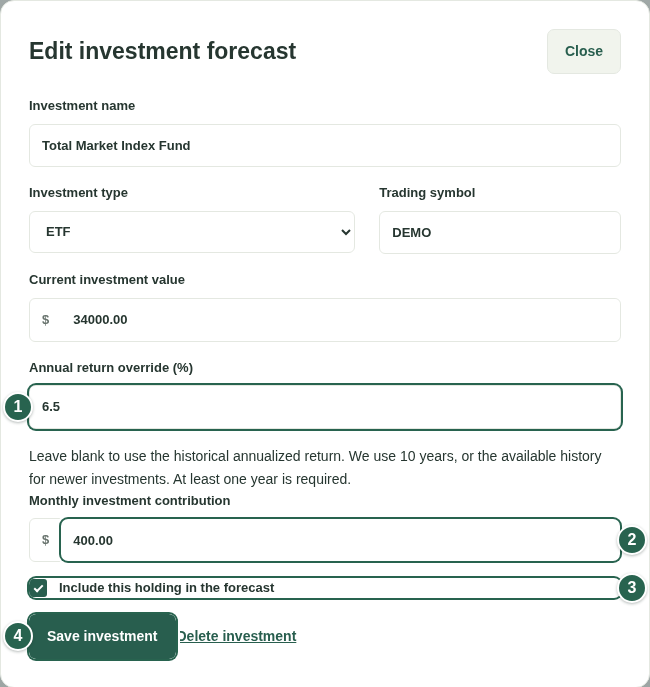 Edit investment forecast
Close
Investment name
Total Market Index Fund
Investment type
Trading symbol
ETF
DEMO
Current investment value
$ 34000.00
Annual return override (%)
1
6.5
Leave blank to use the historical annualized return. We use 10 years, or the available history
for newer investments. At least one year is required.
Monthly investment contribution
$ 400.00
2
Include this holding in the forecast
3
4
Save investment
Delete investment